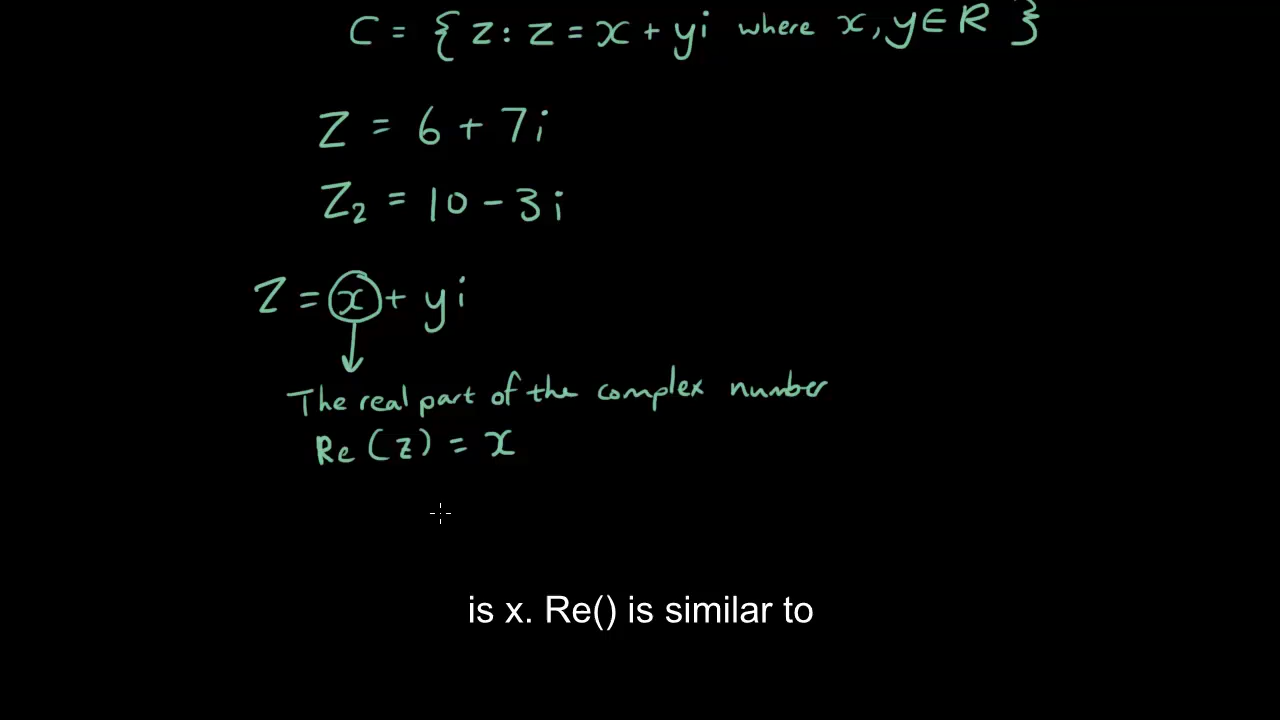 C = { z : z = x + yi where x, y ∈ R }
Z = 6 + 7i
Z₂ = 10 - 3i
Z = x + yi
The real part of the complex number
Re (z) = x
is x. Re() is similar to